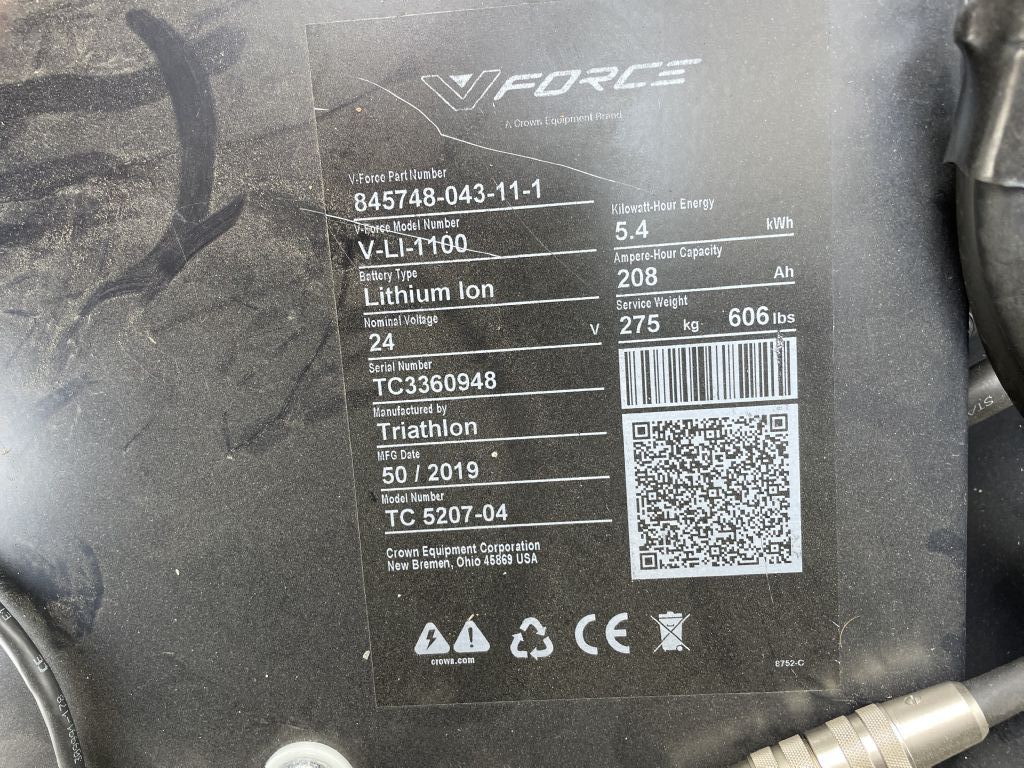 V FORCE
A Crown Equipment Brand
V-Force Part Number
845748-043-11-1
V-Force Model Number
V-LI-1100
Battery Type
Lithium Ion
Nominal Voltage
24 V
Serial Number
TC3360948
Manufactured by
Triathlon
MFG Date
50 / 2019
Model Number
TC 5207-04
Crown Equipment Corporation
New Bremen, Ohio 45869 USA
Kilowatt-Hour Energy
5.4 kWh
Ampere-Hour Capacity
208 Ah
Service Weight
275 kg 606 lbs
crown.com
CE
8752-C